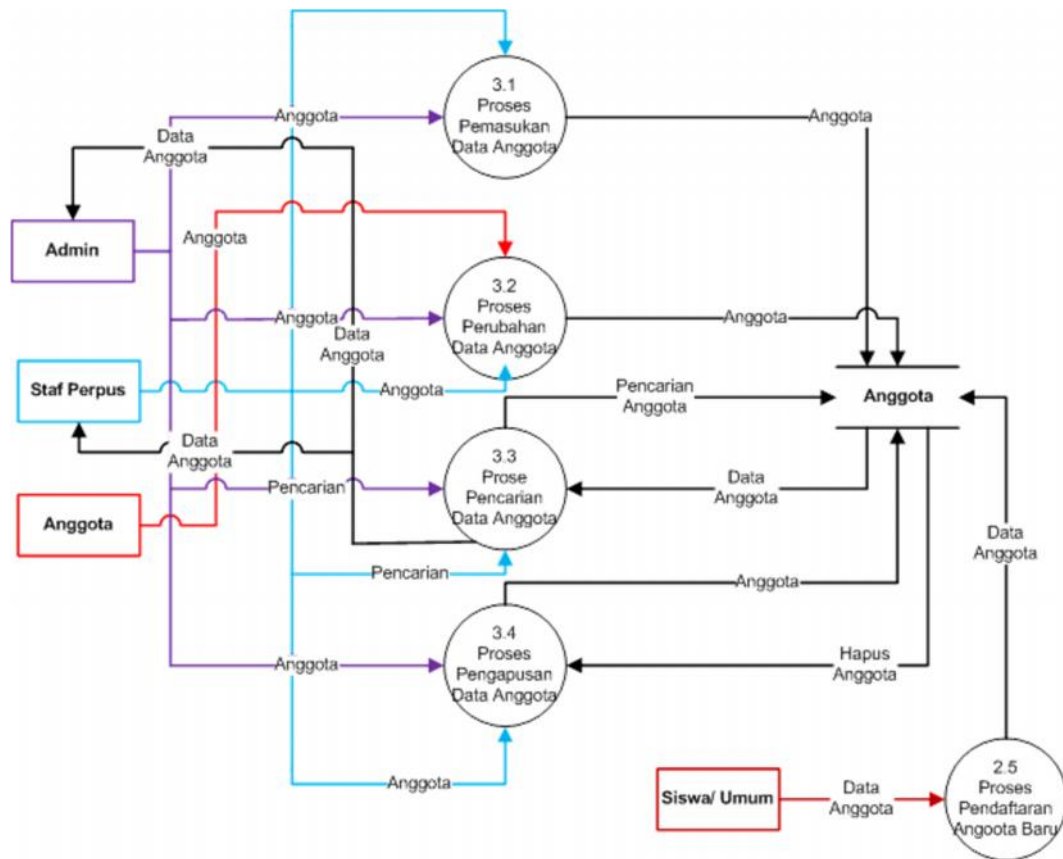 3.1
Proses
Pemasukan
Data Anggota
Anggota
Anggota
Data
Anggota
Admin
Anggota
3.2
Proses
Perubahan
Data Anggota
Anggota
Anggota
Data
Anggota
Staf Perpus
Anggota
Pencarian
Anggota
Anggota
Data
Anggota
3.3
Prose
Pencarian
Data Anggota
Pencarian
Data
Anggota
Anggota
Data
Anggota
Pencarian
Anggota
3.4
Proses
Pengapusan
Data Anggota
Anggota
Hapus
Anggota
Anggota
2.5
Proses
Pendaftaran
Angoota Baru
Siswa/ Umum
Data
Anggota